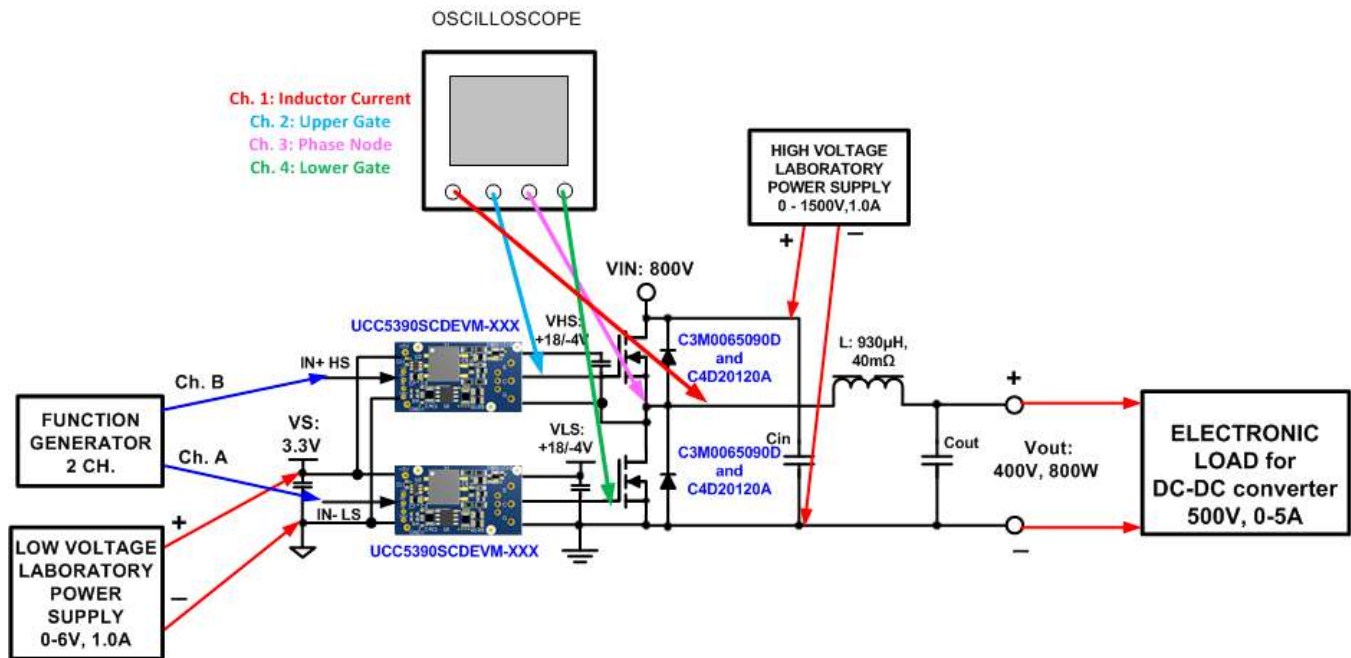 OSCILLOSCOPE
Ch. 1: Inductor Current
Ch. 2: Upper Gate
Ch. 3: Phase Node
Ch. 4: Lower Gate
HIGH VOLTAGE
LABORATORY
POWER SUPPLY
0 - 1500V,1.0A
+
–
VIN: 800V
UCC5390SCDEVM-XXX
VHS:
+18/-4V
C3M0065090D
and
C4D20120A
L: 930µH,
40mΩ
IN+ HS
Ch. B
FUNCTION
GENERATOR
2 CH.
VS:
3.3V
Ch. A
VLS:
+18/-4V
C3M0065090D
and
C4D20120A
Cin
Cout
+
Vout:
400V, 800W
–
ELECTRONIC
LOAD for
DC-DC converter
500V, 0-5A
IN- LS
UCC5390SCDEVM-XXX
+
–
LOW VOLTAGE
LABORATORY
POWER
SUPPLY
0-6V, 1.0A